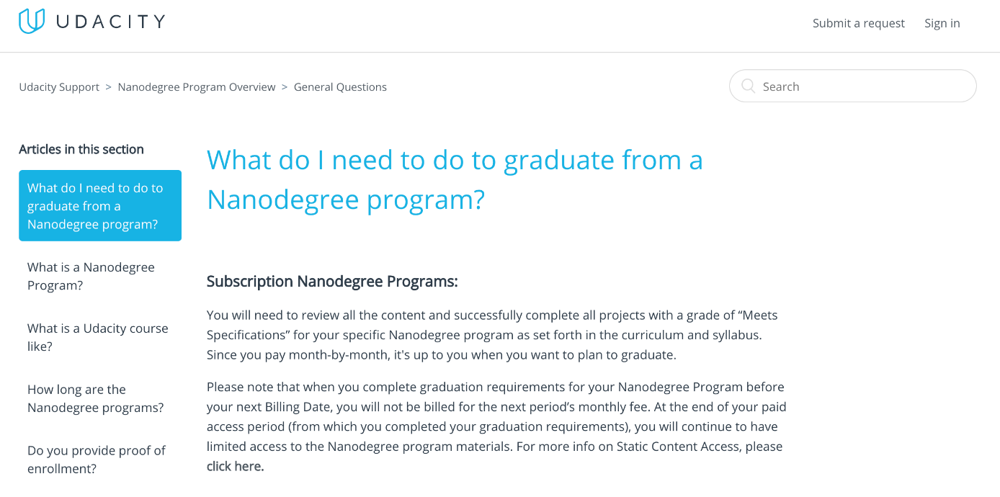 UDACITY
Submit a request
Sign in
Udacity Support > Nanodegree Program Overview > General Questions
Search
Articles in this section
What do I need to do to
graduate from a
Nanodegree program?
What is a Nanodegree
Program?
What is a Udacity course
like?
How long are the
Nanodegree programs?
Do you provide proof of
enrollment?
What do I need to do to graduate from a
Nanodegree program?
Subscription Nanodegree Programs:
You will need to review all the content and successfully complete all projects with a grade of “Meets
Specifications” for your specific Nanodegree program as set forth in the curriculum and syllabus.
Since you pay month-by-month, it's up to you when you want to plan to graduate.
Please note that when you complete graduation requirements for your Nanodegree Program before
your next Billing Date, you will not be billed for the next period’s monthly fee. At the end of your paid
access period (from which you completed your graduation requirements), you will continue to have
limited access to the Nanodegree program materials. For more info on Static Content Access, please
click here.